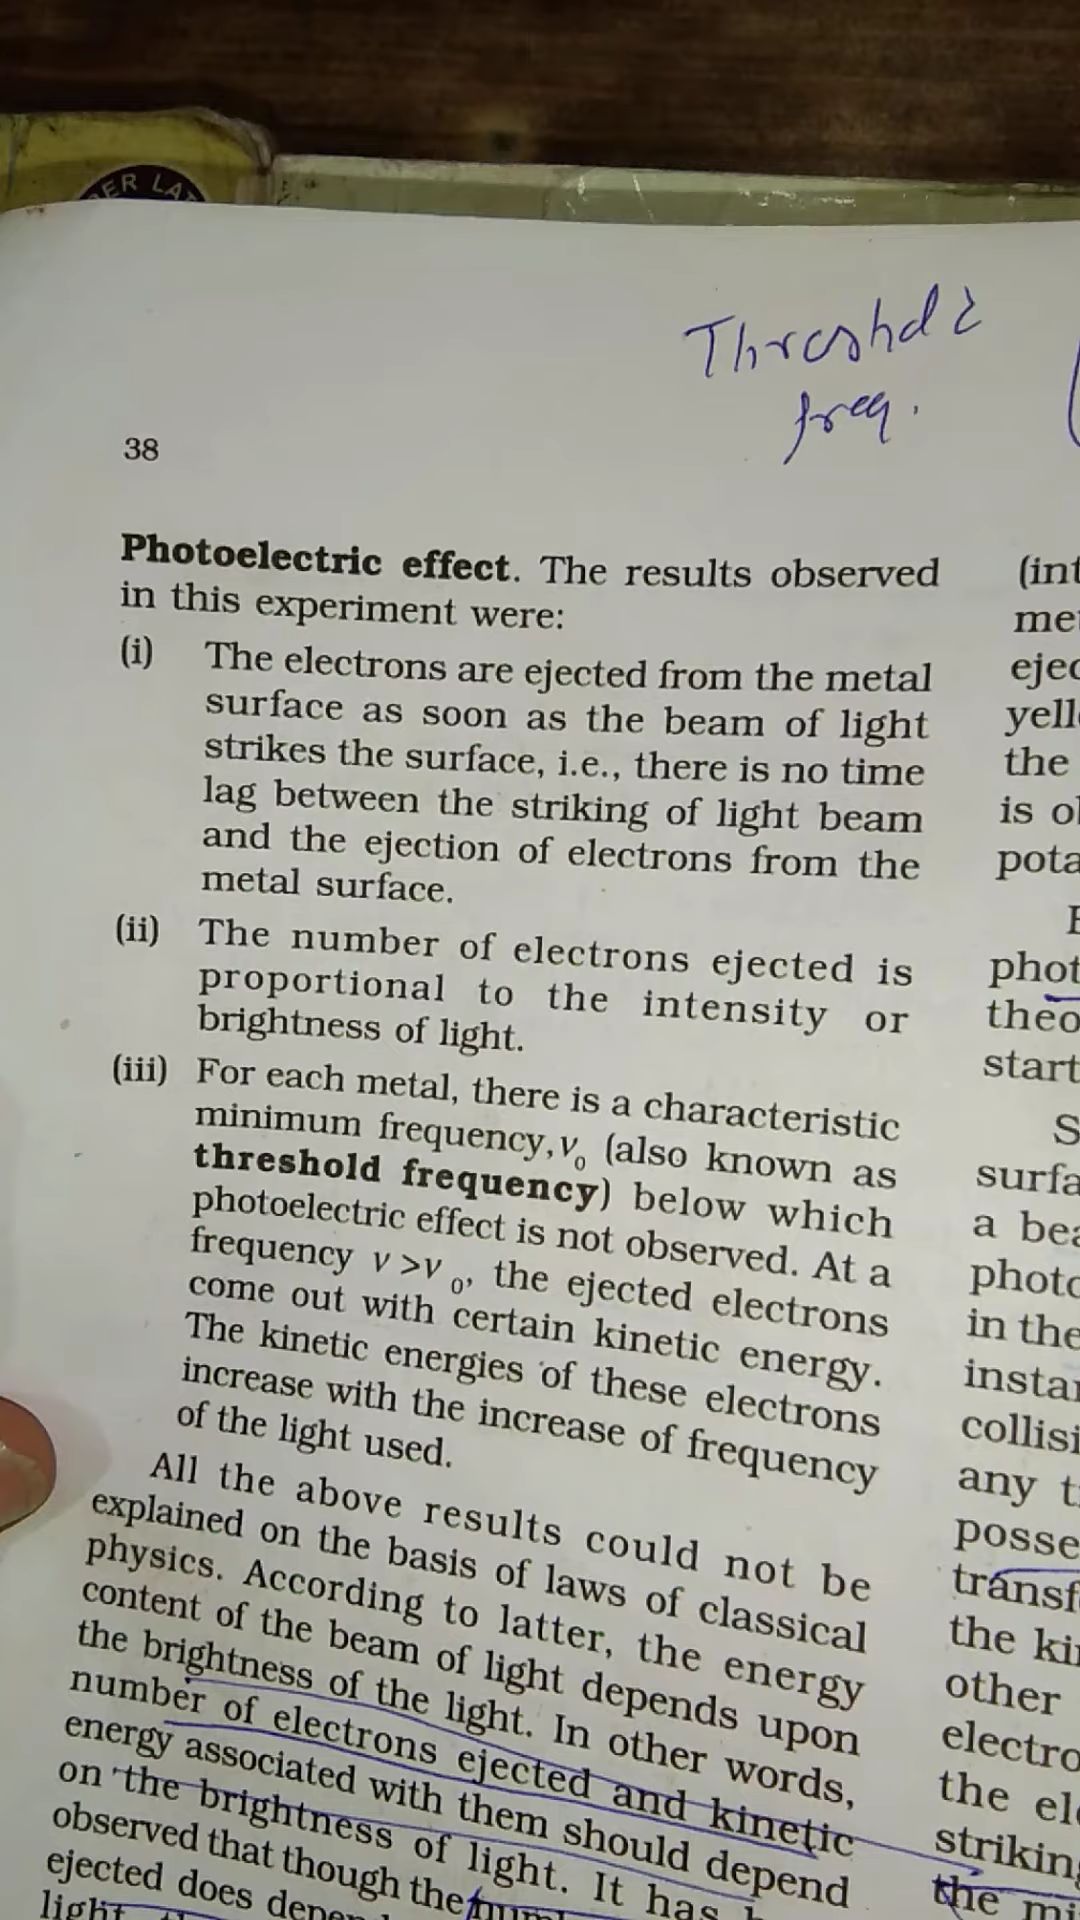 ER LA
Threshold
freq.
38
Photoelectric effect. The results observed
in this experiment were:
(i) The electrons are ejected from the metal
surface as soon as the beam of light
strikes the surface, i.e., there is no time
lag between the striking of light beam
and the ejection of electrons from the
metal surface.
(ii) The number of electrons ejected is
proportional to the intensity or
brightness of light.
(iii) For each metal, there is a characteristic
minimum frequency, ν₀ (also known as
threshold frequency) below which
photoelectric effect is not observed. At a
frequency ν >ν ₀, the ejected electrons
come out with certain kinetic energy.
The kinetic energies of these electrons
increase with the increase of frequency
of the light used.
All the above results could not be
explained on the basis of laws of classical
physics. According to latter, the energy
content of the beam of light depends upon
the brightness of the light. In other words,
number of electrons ejected and kinetic
energy associated with them should depend
on the brightness of light. It has
observed that though the
ejected does
light
(int
me
ejec
yell
the
is o
pota
phot
theo
start
S
surfa
a bea
photo
in the
instan
collisi
any t
posse
transf
the ki
other
electro
the el
striking
the mi